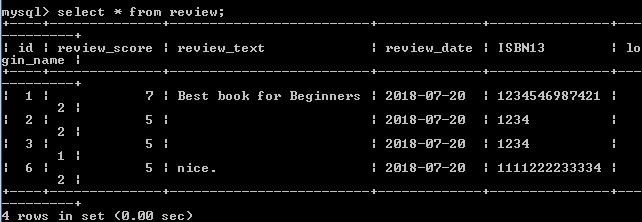 mysql> select * from review;
+----+--------------+-------------------------+-------------+---------------+----
----------+
| id | review_score | review_text             | review_date | ISBN13        | lo
gin_name |
+----+--------------+-------------------------+-------------+---------------+----
----------+
|  1 |            7 | Best book for Beginners | 2018-07-20  | 1234546987421 |
       2 |
|  2 |            5 |                         | 2018-07-20  | 1234          |
       2 |
|  3 |            5 |                         | 2018-07-20  | 1234          |
       1 |
|  6 |            5 | nice.                   | 2018-07-20  | 1111222233334 |
       2 |
+----+--------------+-------------------------+-------------+---------------+----
----------+
4 rows in set (0.00 sec)